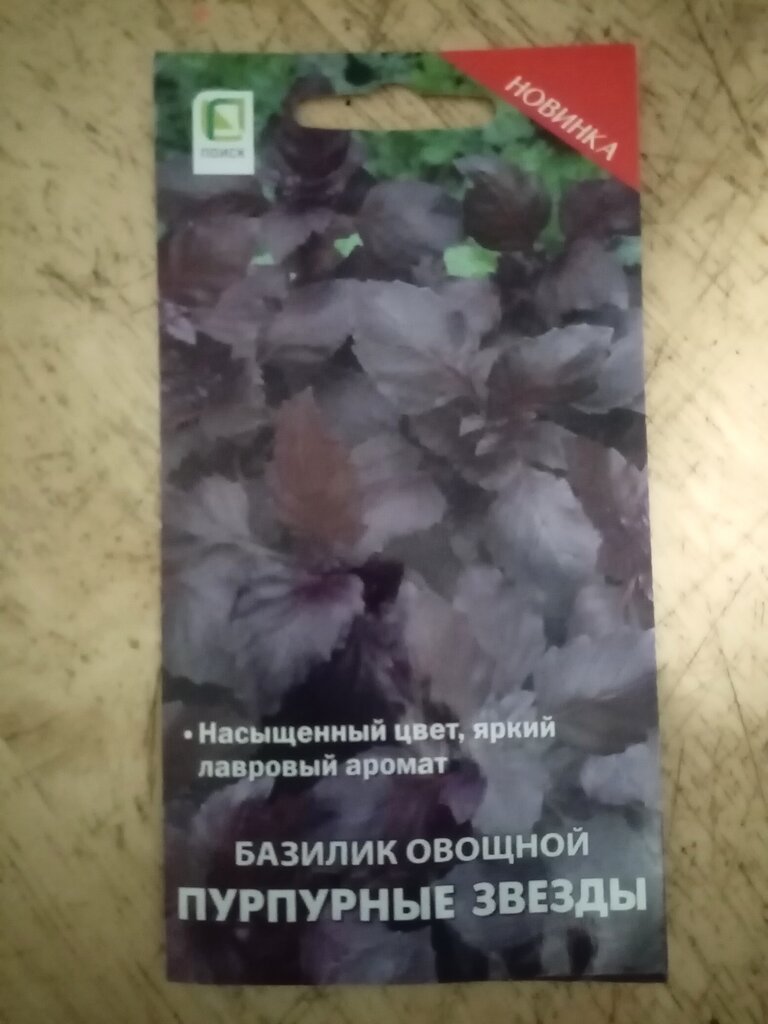 НОВИНКА
ПОИСК
• Насыщенный цвет, яркий
лавровый аромат
БАЗИЛИК ОВОЩНОЙ
ПУРПУРНЫЕ ЗВЕЗДЫ